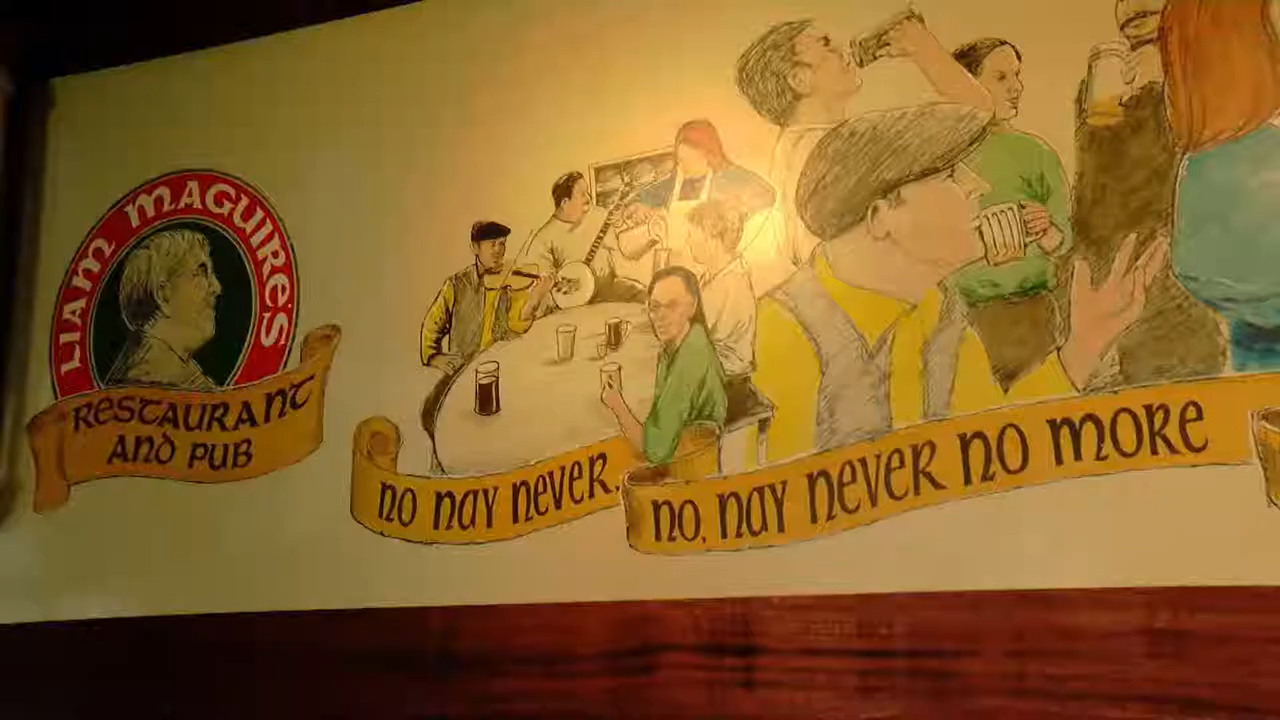 LIAM MAGUIRE'S
RESTAURANT
AND PUB
NO NAY NEVER,
NO, NAY NEVER NO MORE